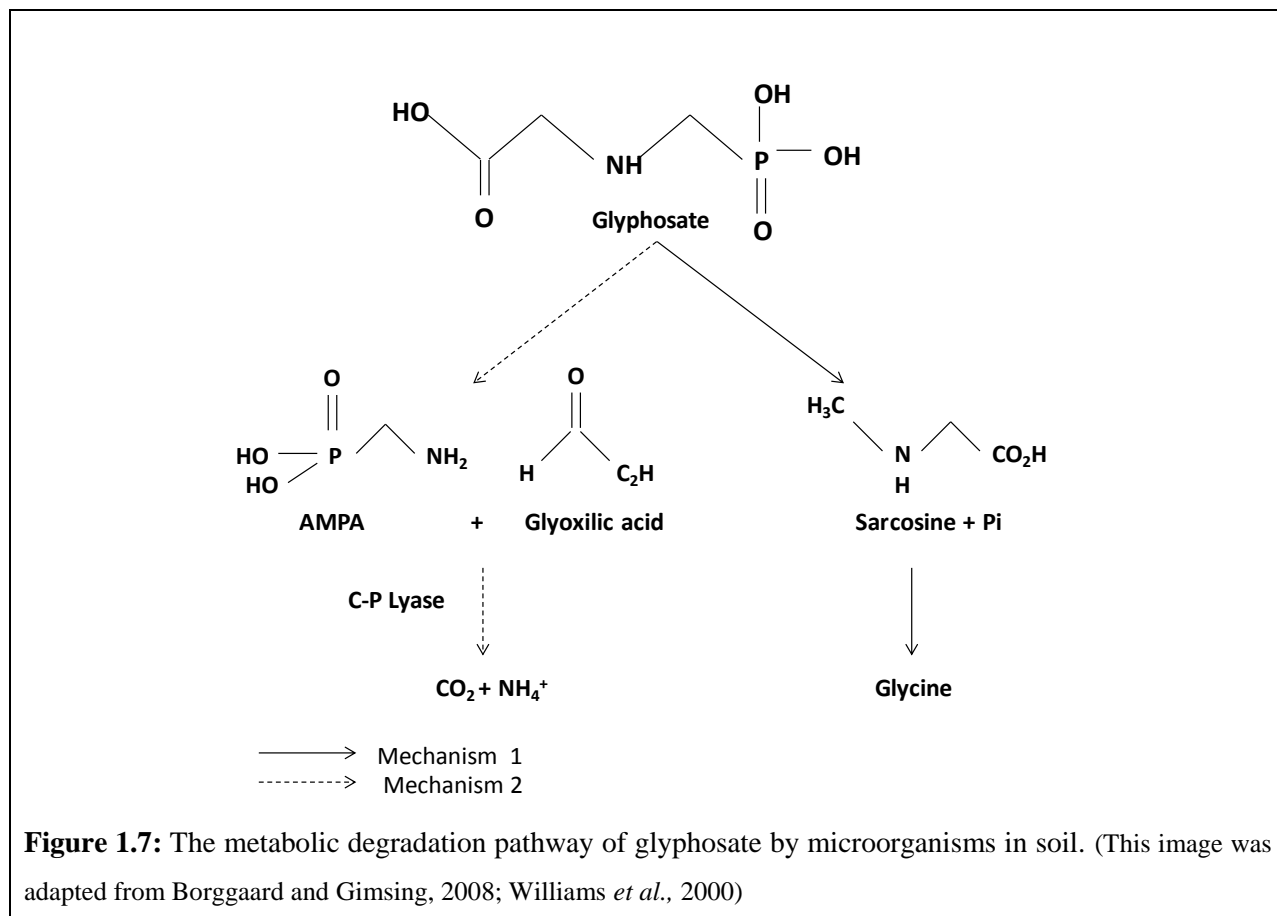 HO
OH
NH
P
OH
O
O
Glyphosate
O
O
HO
P
NH₂
HO
H
C₂H
H₃C
N
H
CO₂H
AMPA + Glyoxilic acid
Sarcosine + Pi
C-P Lyase
CO₂ + NH₄⁺
Glycine
Mechanism 1
Mechanism 2
Figure 1.7: The metabolic degradation pathway of glyphosate by microorganisms in soil. (This image was
adapted from Borggaard and Gimsing, 2008; Williams et al., 2000)